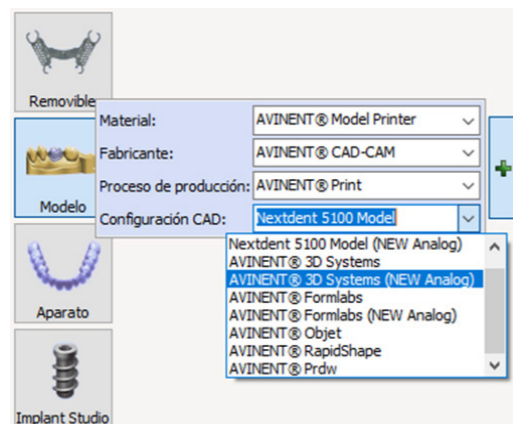 Removible
Material: AVINENT® Model Printer
Fabricante: AVINENT® CAD-CAM
Proceso de producción: AVINENT® Print
Modelo
Configuración CAD: Nextdent 5100 Model
Nextdent 5100 Model (NEW Analog)
AVINENT® 3D Systems
AVINENT® 3D Systems (NEW Analog)
AVINENT® Formlabs
Aparato
AVINENT® Formlabs (NEW Analog)
AVINENT® Objet
AVINENT® RapidShape
AVINENT® Prdw
Implant Studio